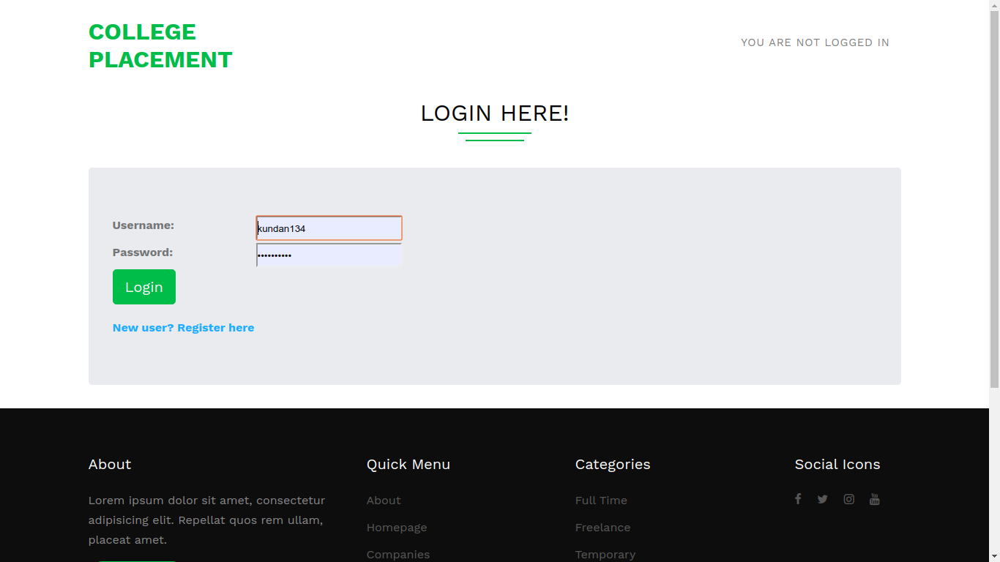 COLLEGE
PLACEMENT
YOU ARE NOT LOGGED IN
LOGIN HERE!
Username:
kundan134
Password:
••••••••••
Login
New user? Register here
About
Lorem ipsum dolor sit amet, consectetur
adipisicing elit. Repellat quos rem ullam,
placeat amet.
Quick Menu
About
Homepage
Companies
Categories
Full Time
Freelance
Temporary
Social Icons